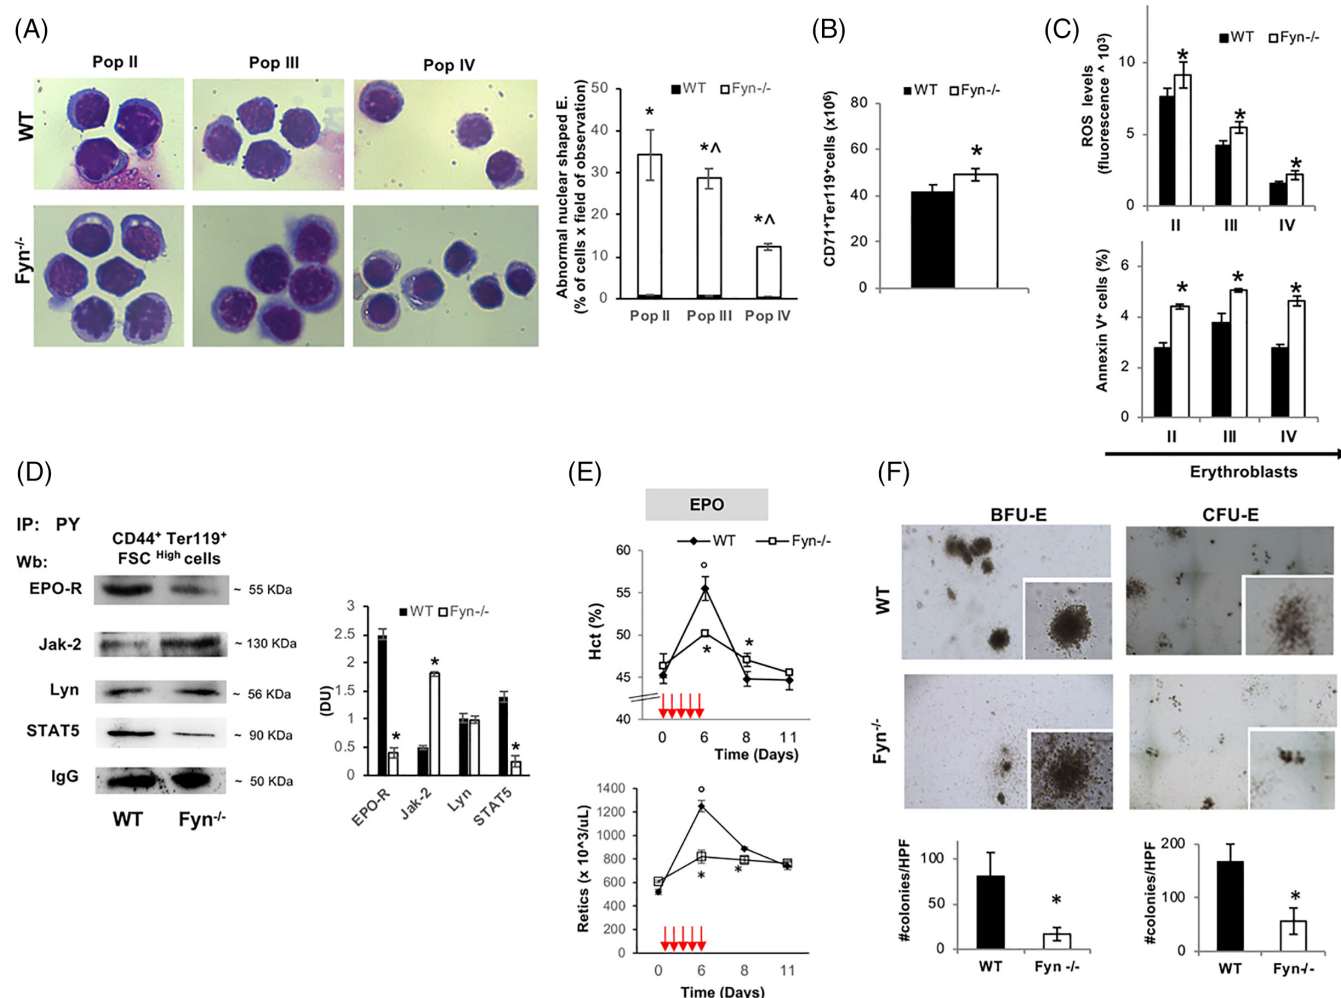 (A)
Pop II
Pop III
Pop IV
WT
Fyn-/-
WT Fyn-/-
Abnormal nuclear shaped E.
(% of cells x field of observation)
50
40
30
20
10
0
*
*^
*^
Pop II Pop III Pop IV
(B)
WT Fyn-/-
CD71+Ter119+cells (x10⁶)
80
60
40
20
0
*
(C)
WT Fyn-/-
ROS levels
(fluorescence ^ 10³)
10
5
0
*
*
*
II III IV
Annexin V+ cells (%)
6
4
2
0
*
*
*
II III IV
Erythroblasts
(D)
IP: PY
CD44+ Ter119+
FSC High cells
Wb:
EPO-R ~ 55 KDa
Jak-2 ~ 130 KDa
Lyn ~ 56 KDa
STAT5 ~ 90 KDa
IgG ~ 50 KDa
WT Fyn-/-
WT Fyn-/-
(DU)
3
2.5
2
1.5
1
0.5
0
*
*
*
EPO-R Jak-2 Lyn STAT5
(E)
EPO
WT Fyn-/-
Hct (%)
60
55
50
45
40
°
*
*
0 6 8 11
Time (Days)
Retics (x 10^3/uL)
1400
1200
1000
800
600
400
200
0
°
*
*
0 6 8 11
Time (Days)
(F)
BFU-E CFU-E
WT
Fyn-/-
#colonies/HPF
100
50
0
*
WT Fyn -/-
#colonies/HPF
200
100
0
*
WT Fyn-/-